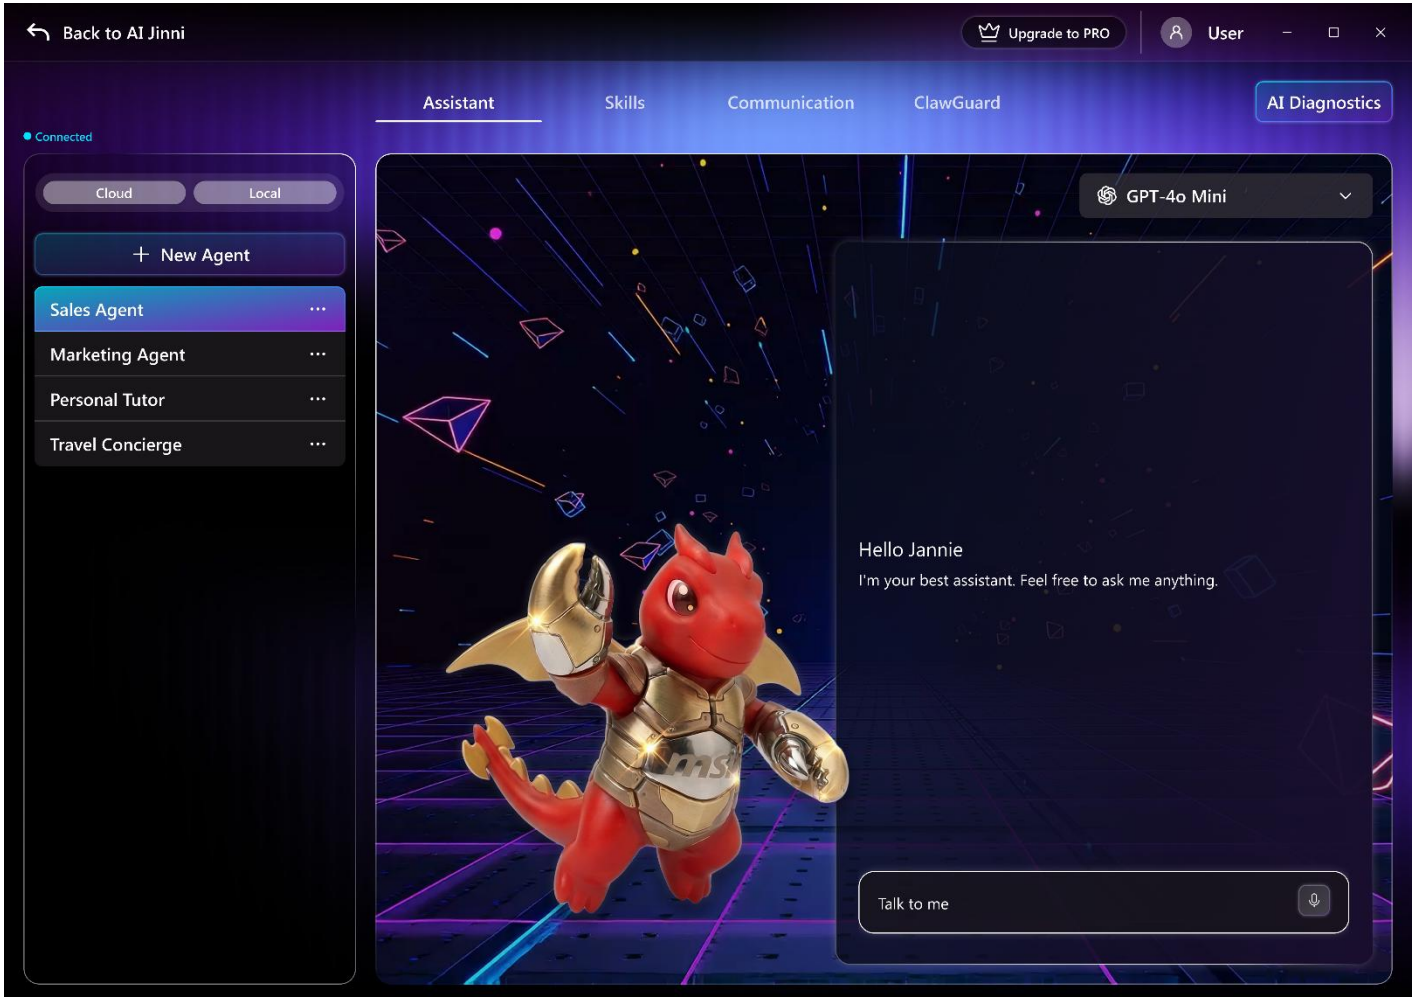 Back to AI Jinni
Upgrade to PRO
User
Assistant
Skills
Communication
ClawGuard
AI Diagnostics
Connected
Cloud
Local
+ New Agent
Sales Agent
Marketing Agent
Personal Tutor
Travel Concierge
GPT-4o Mini
Hello Jannie
I'm your best assistant. Feel free to ask me anything.
msi
Talk to me